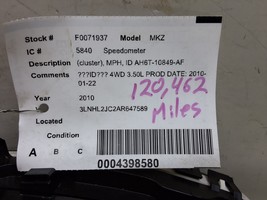 Stock # F0071937 Model MKZ
IC # 5840 Speedometer
Description (cluster), MPH, ID AH6T-10849-AF
Comments ???ID??? 4WD 3.50L PROD DATE: 2010-
01-22
120,462
Miles
Year 2010
3LNHL2JC2AR647589
Located
Condition
A B C
0004398580